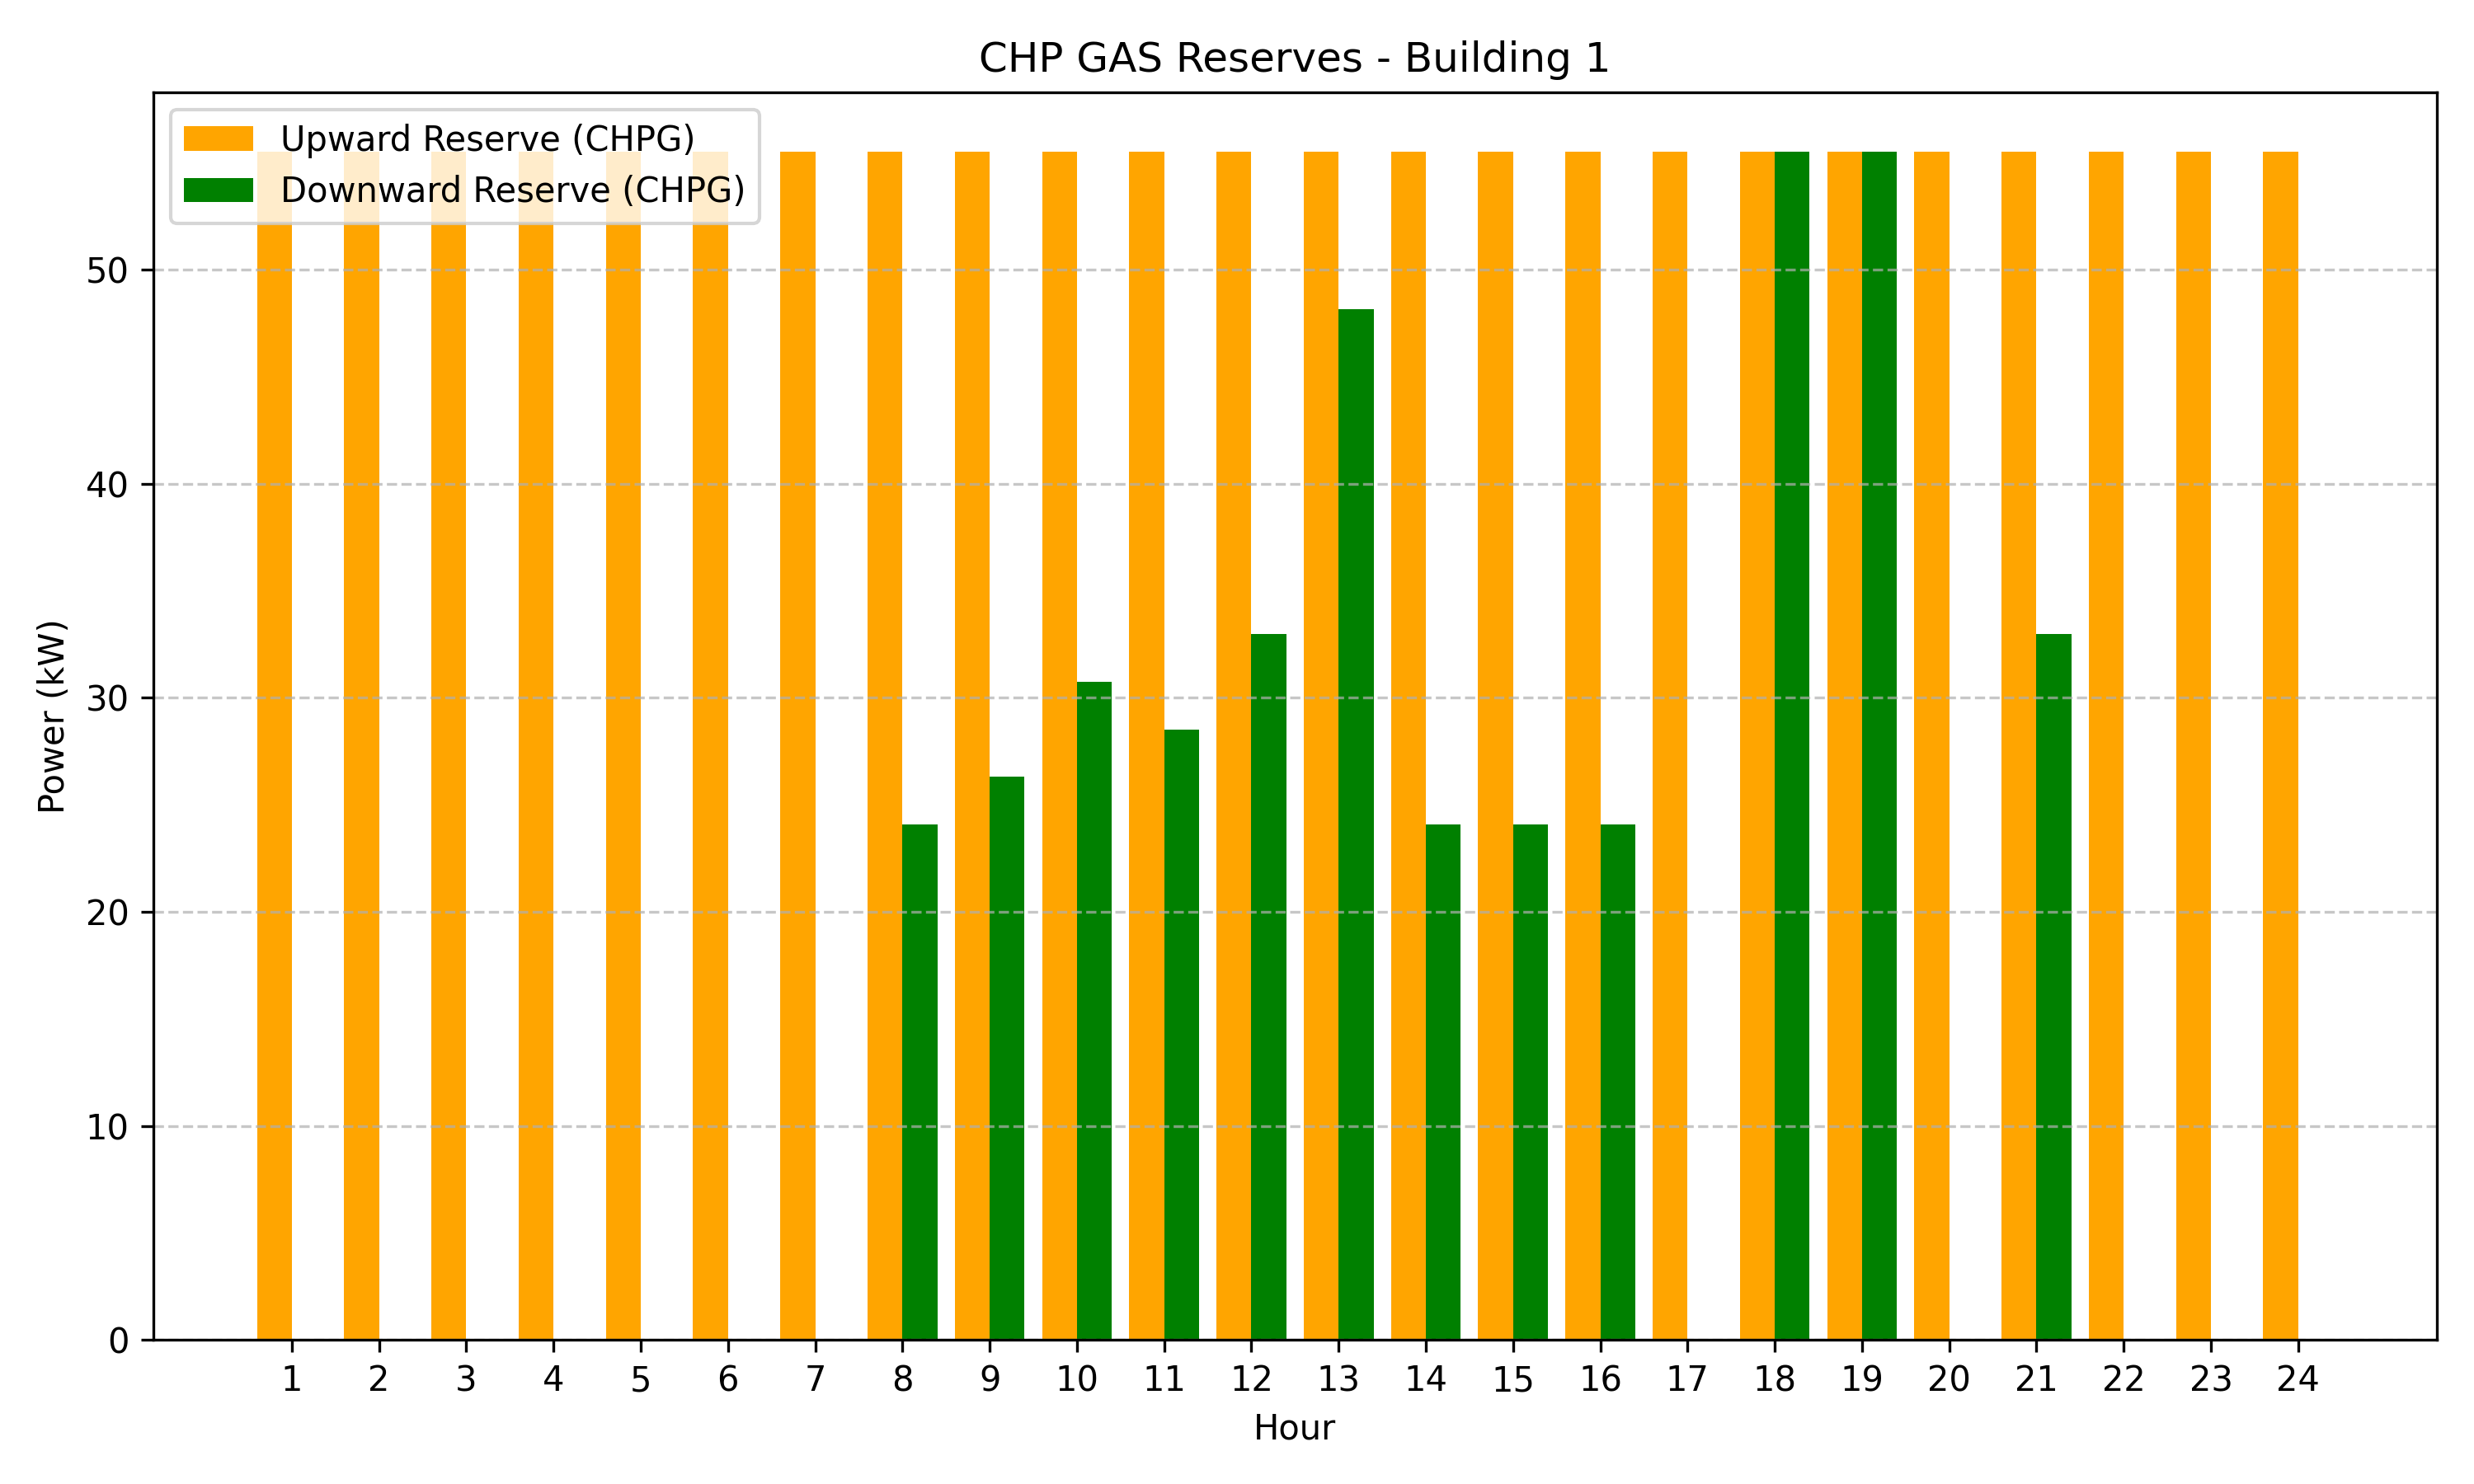 CHP GAS Reserves - Building 1
Upward Reserve (CHPG)
Downward Reserve (CHPG)
Power (kW)
50
40
30
20
10
0
1 2 3 4 5 6 7 8 9 10 11 12 13 14 15 16 17 18 19 20 21 22 23 24
Hour